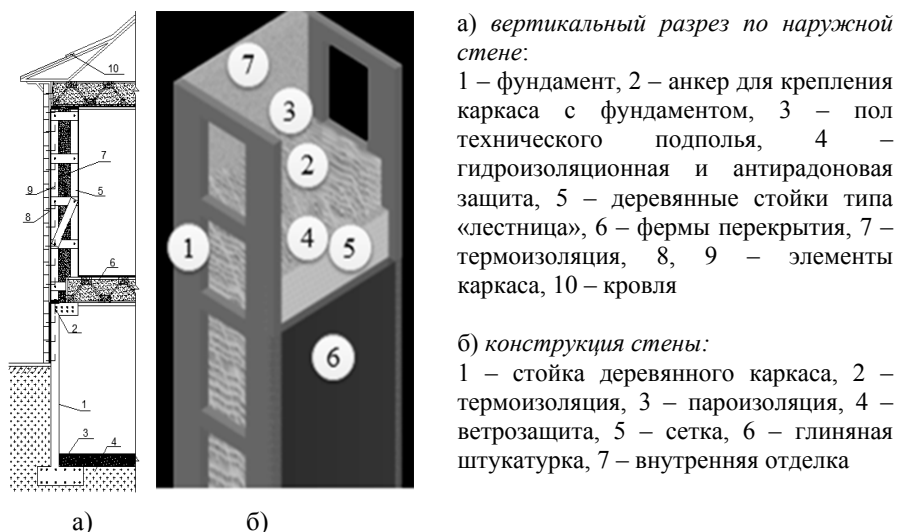 10
7
9
5
8
6
2
1
3
4
7
3
2
1
4
5
6
а)
б)
а) вертикальный разрез по наружной
стене:
1 – фундамент, 2 – анкер для крепления
каркаса с фундаментом, 3 – пол
технического подполья, 4 –
гидроизоляционная и антирадоновая
защита, 5 – деревянные стойки типа
«лестница», 6 – фермы перекрытия, 7 –
термоизоляция, 8, 9 – элементы
каркаса, 10 – кровля
б) конструкция стены:
1 – стойка деревянного каркаса, 2 –
термоизоляция, 3 – пароизоляция, 4 –
ветрозащита, 5 – сетка, 6 – глиняная
штукатурка, 7 – внутренняя отделка